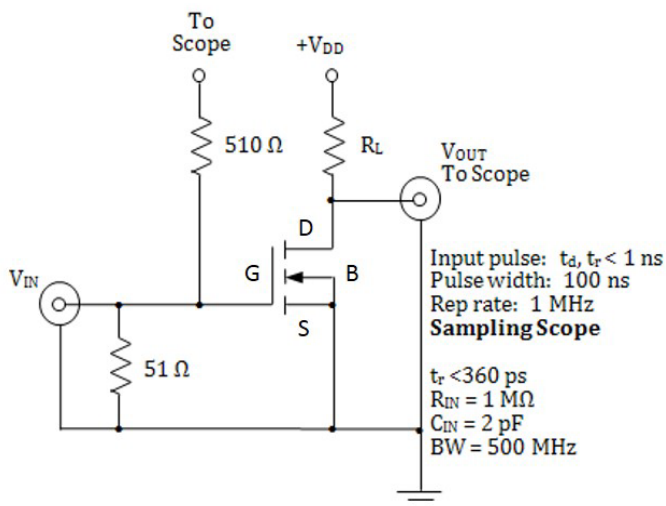 To
Scope
+VDD
510 Ω
RL
VOUT
To Scope
D
G
B
S
VIN
51 Ω
Input pulse: td, tr < 1 ns
Pulse width: 100 ns
Rep rate: 1 MHz
Sampling Scope
tr <360 ps
RIN = 1 MΩ
CIN = 2 pF
BW = 500 MHz